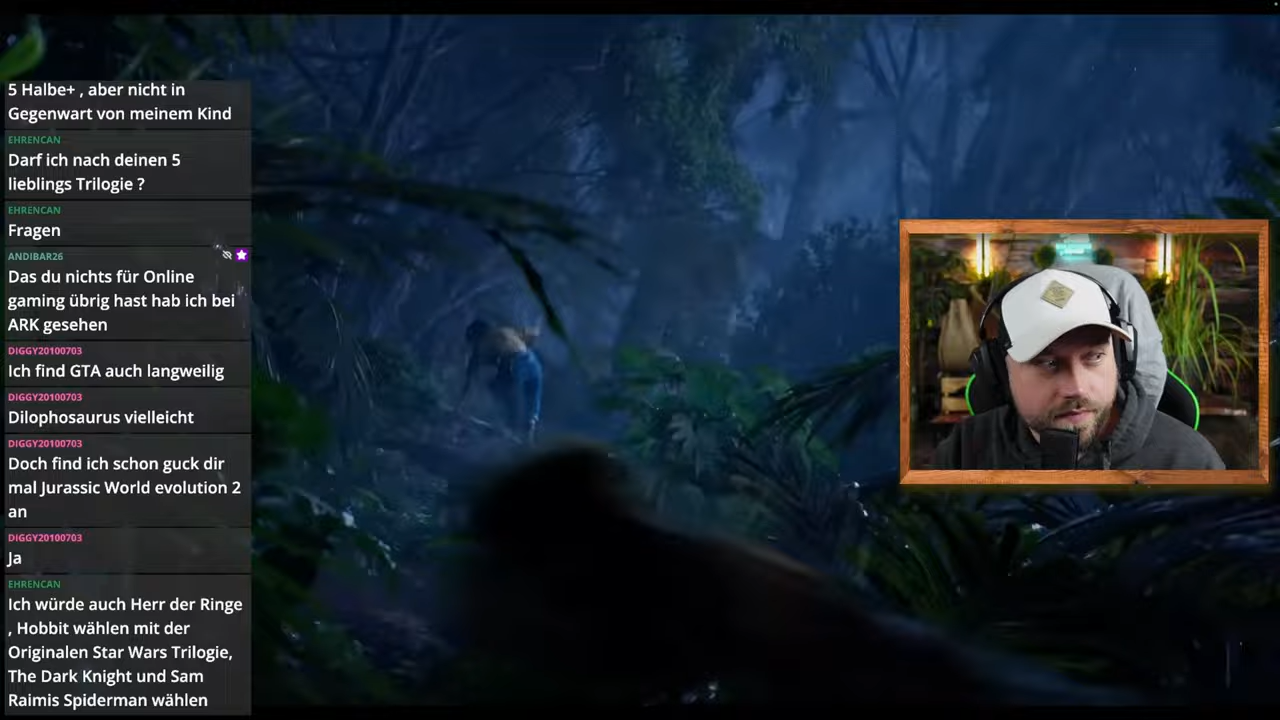 5 Halbe+ , aber nicht in
Gegenwart von meinem Kind
EHRENCAN
Darf ich nach deinen 5
lieblings Trilogie ?
EHRENCAN
Fragen
ANDIBAR26
Das du nichts für Online
gaming übrig hast hab ich bei
ARK gesehen
DIGGY20100703
Ich find GTA auch langweilig
DIGGY20100703
Dilophosaurus vielleicht
DIGGY20100703
Doch find ich schon guck dir
mal Jurassic World evolution 2
an
DIGGY20100703
Ja
EHRENCAN
Ich würde auch Herr der Ringe
, Hobbit wählen mit der
Originalen Star Wars Trilogie,
The Dark Knight und Sam
Raimis Spiderman wählen